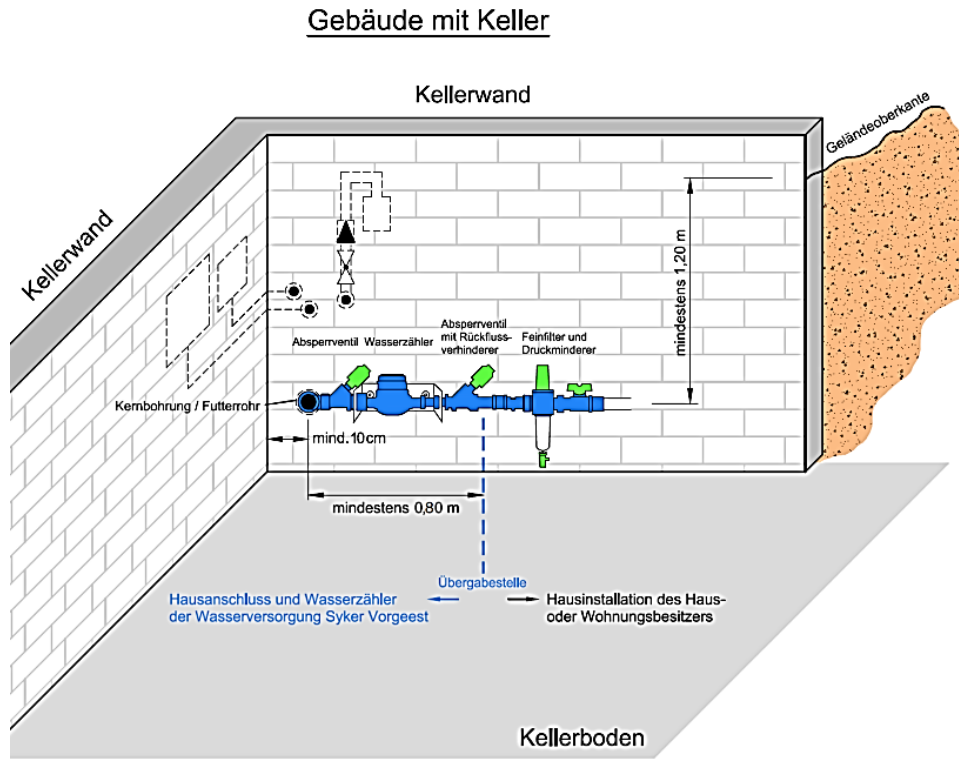 Gebäude mit Keller
Kellerwand
Geländeoberkante
Kellerwand
mindestens 1,20 m
Absperrventil
Wasserzähler
Absperrventil
mit Rückfluss-
verhinderer
Feinfilter und
Druckminderer
Kernbohrung / Futterrohr
mind.10cm
mindestens 0,80 m
Übergabestelle
Hausanschluss und Wasserzähler
der Wasserversorgung Syker Vorgeest
Hausinstallation des Haus-
oder Wohnungsbesitzers
Kellerboden